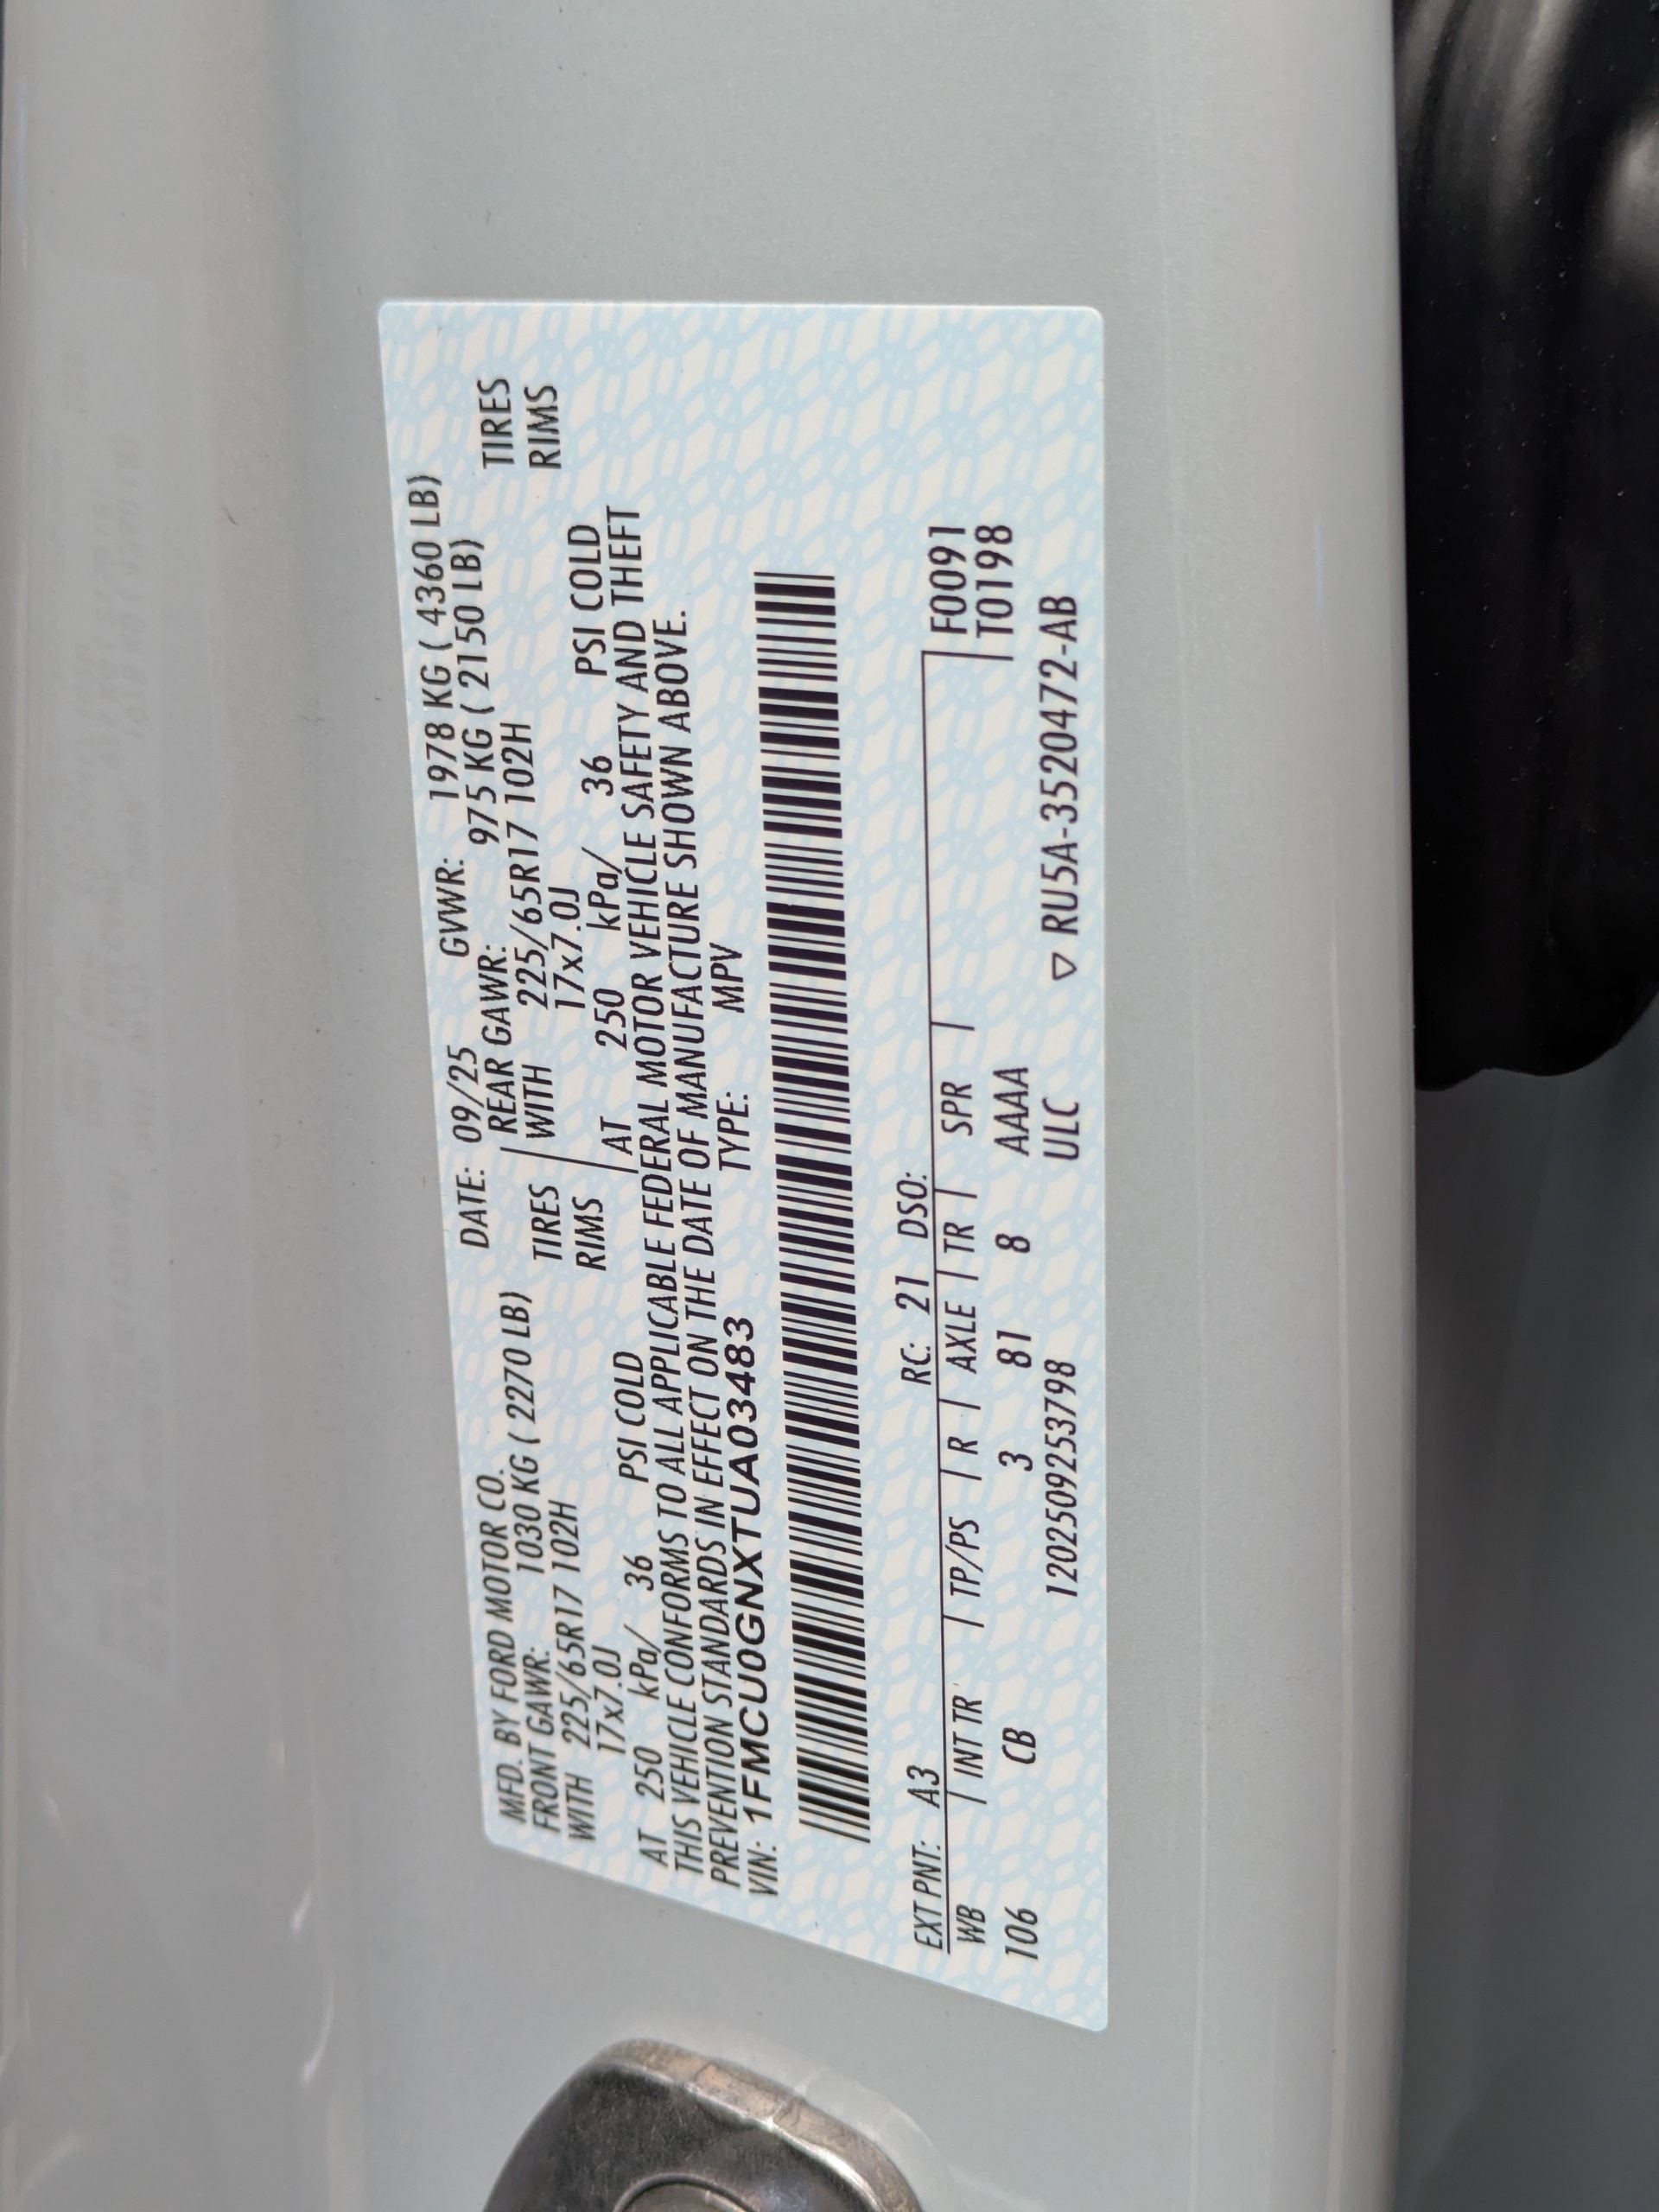 MFD. BY FORD MOTOR CO. DATE: 09/25 GVWR: 1978 KG ( 4360 LB)
FRONT GAWR: 1030 KG ( 2270 LB) REAR GAWR: 975 KG ( 2150 LB)
WITH 225/65R17 102H TIRES WITH 225/65R17 102H TIRES
17x7.0J RIMS 17x7.0J RIMS
AT 250 kPa/ 36 PSI COLD AT 250 kPa/ 36 PSI COLD
THIS VEHICLE CONFORMS TO ALL APPLICABLE FEDERAL MOTOR VEHICLE SAFETY AND THEFT
PREVENTION STANDARDS IN EFFECT ON THE DATE OF MANUFACTURE SHOWN ABOVE.
VIN: 1FMCU0GNXTUA03483 TYPE: MPV
EXT PNT: A3 RC: 21 DSO:
WB INT TR TP/PS R AXLE TR SPR F0091
106 CB 3 81 8 AAAA T0198
1202509253798 ULC ▽ RU5A-3520472-AB